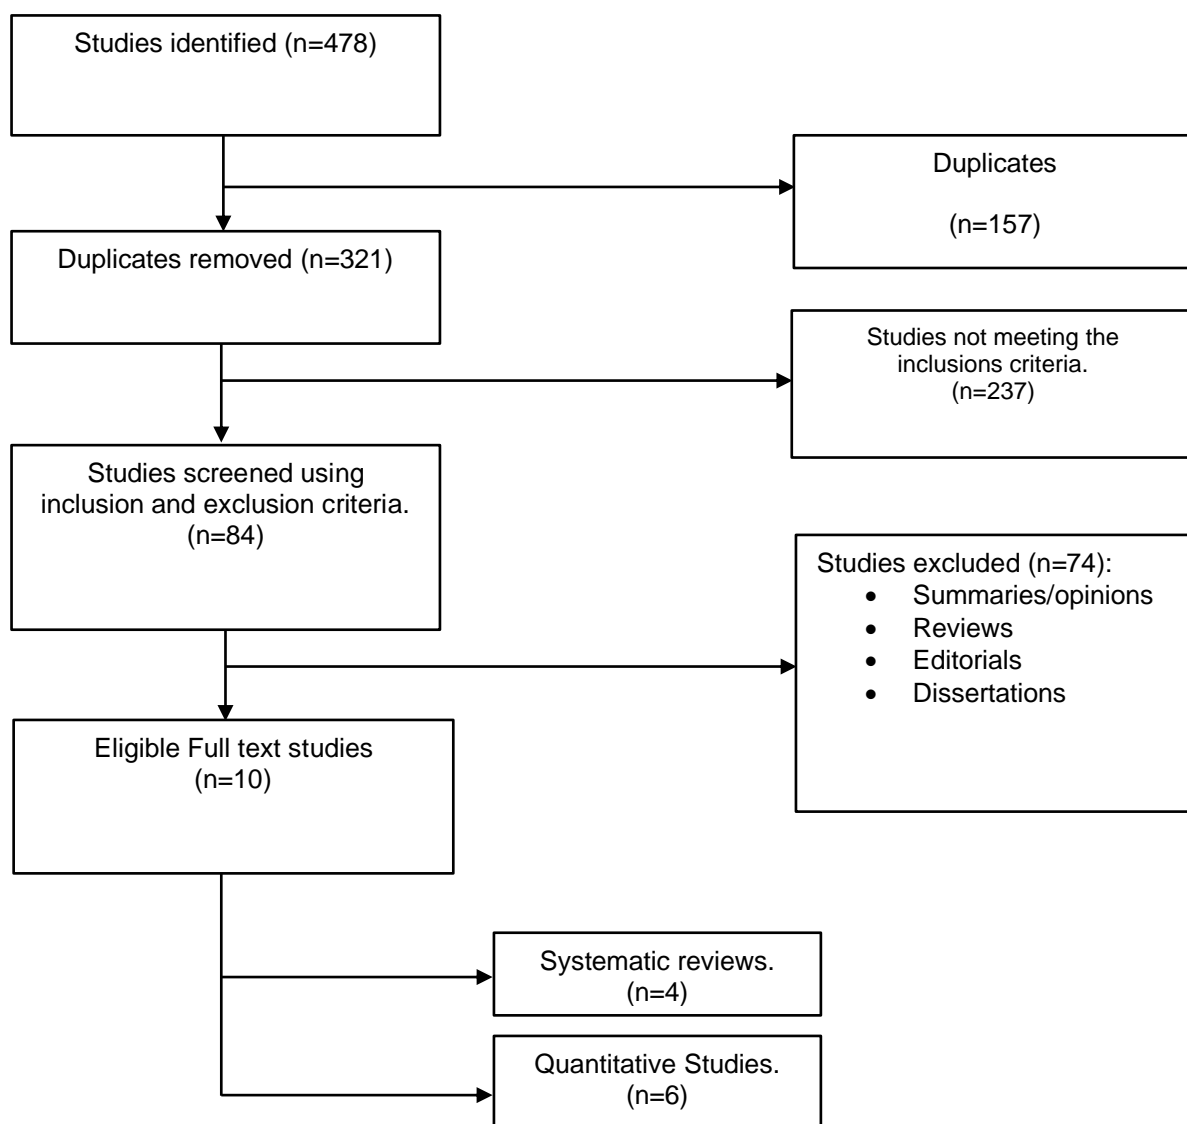 Studies identified (n=478)
Duplicates
(n=157)
Duplicates removed (n=321)
Studies not meeting the
inclusions criteria.
(n=237)
Studies screened using
inclusion and exclusion criteria.
(n=84)
Studies excluded (n=74):
• Summaries/opinions
• Reviews
• Editorials
• Dissertations
Eligible Full text studies
(n=10)
Systematic reviews.
(n=4)
Quantitative Studies.
(n=6)